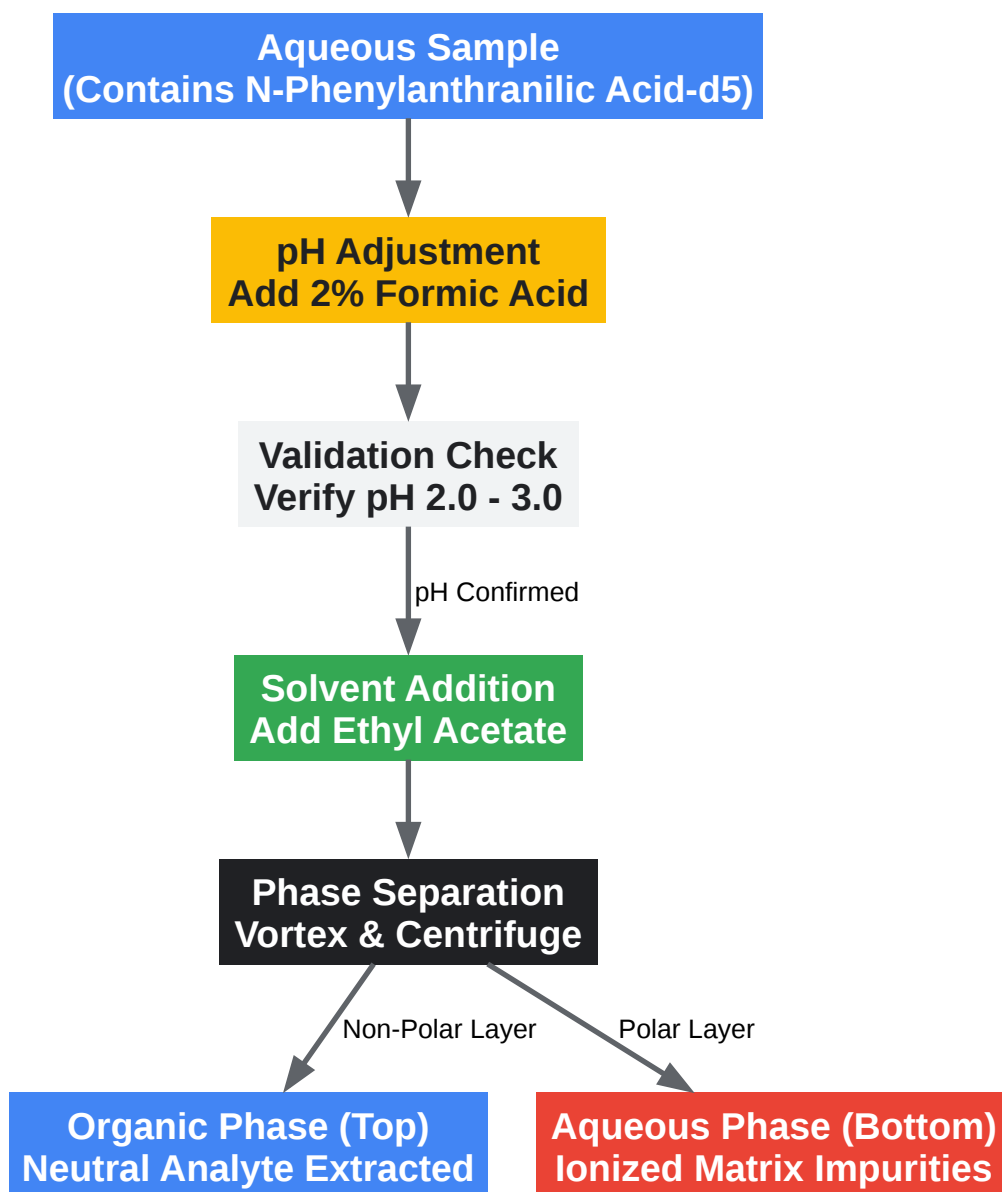 Aqueous Sample
(Contains N-Phenylanthranilic Acid-d5)
pH Adjustment
Add 2% Formic Acid
Validation Check
Verify pH 2.0 - 3.0
pH Confirmed
Solvent Addition
Add Ethyl Acetate
Phase Separation
Vortex & Centrifuge
Non-Polar Layer
Polar Layer
Organic Phase (Top)
Neutral Analyte Extracted
Aqueous Phase (Bottom)
Ionized Matrix Impurities